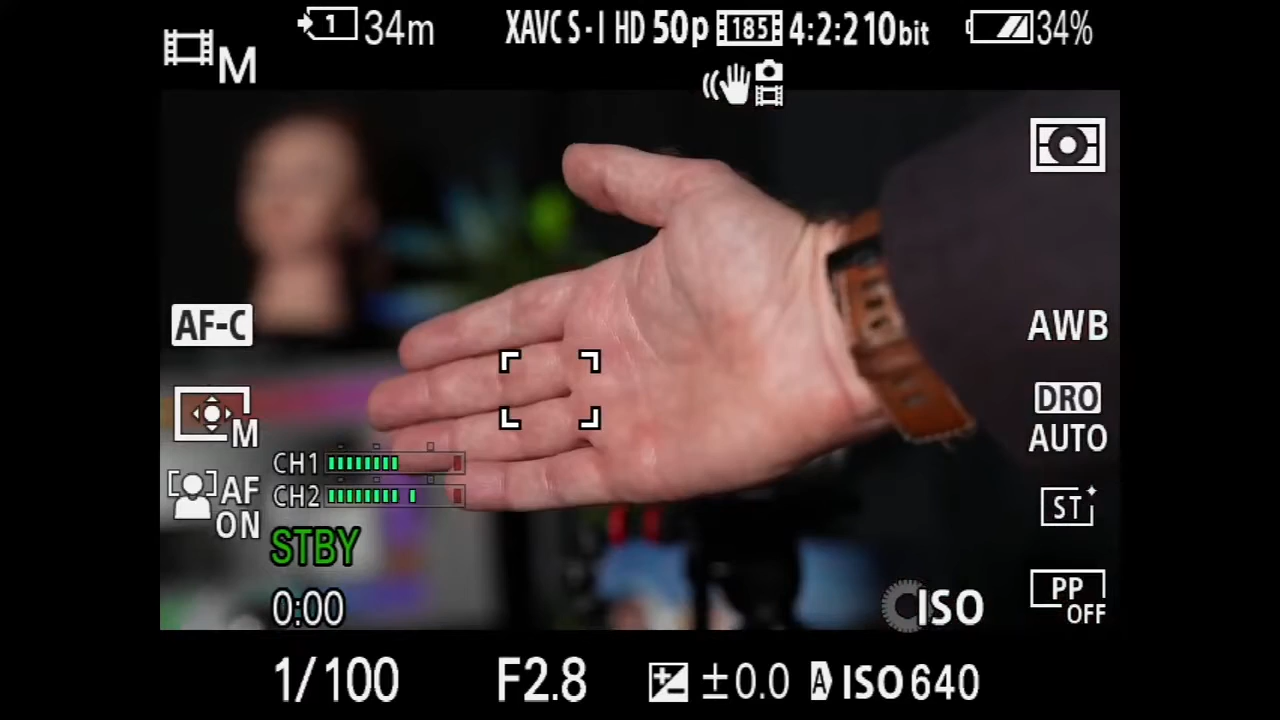 M
1 34m XAVC S-I HD 50p 185 4:2:2 10bit 34%
AF-C
AWB
M
DRO
AUTO
CH1
CH2
AF
ON
ST
STBY
0:00
ISO
PP
OFF
1/100 F2.8 ±0.0 A ISO 640